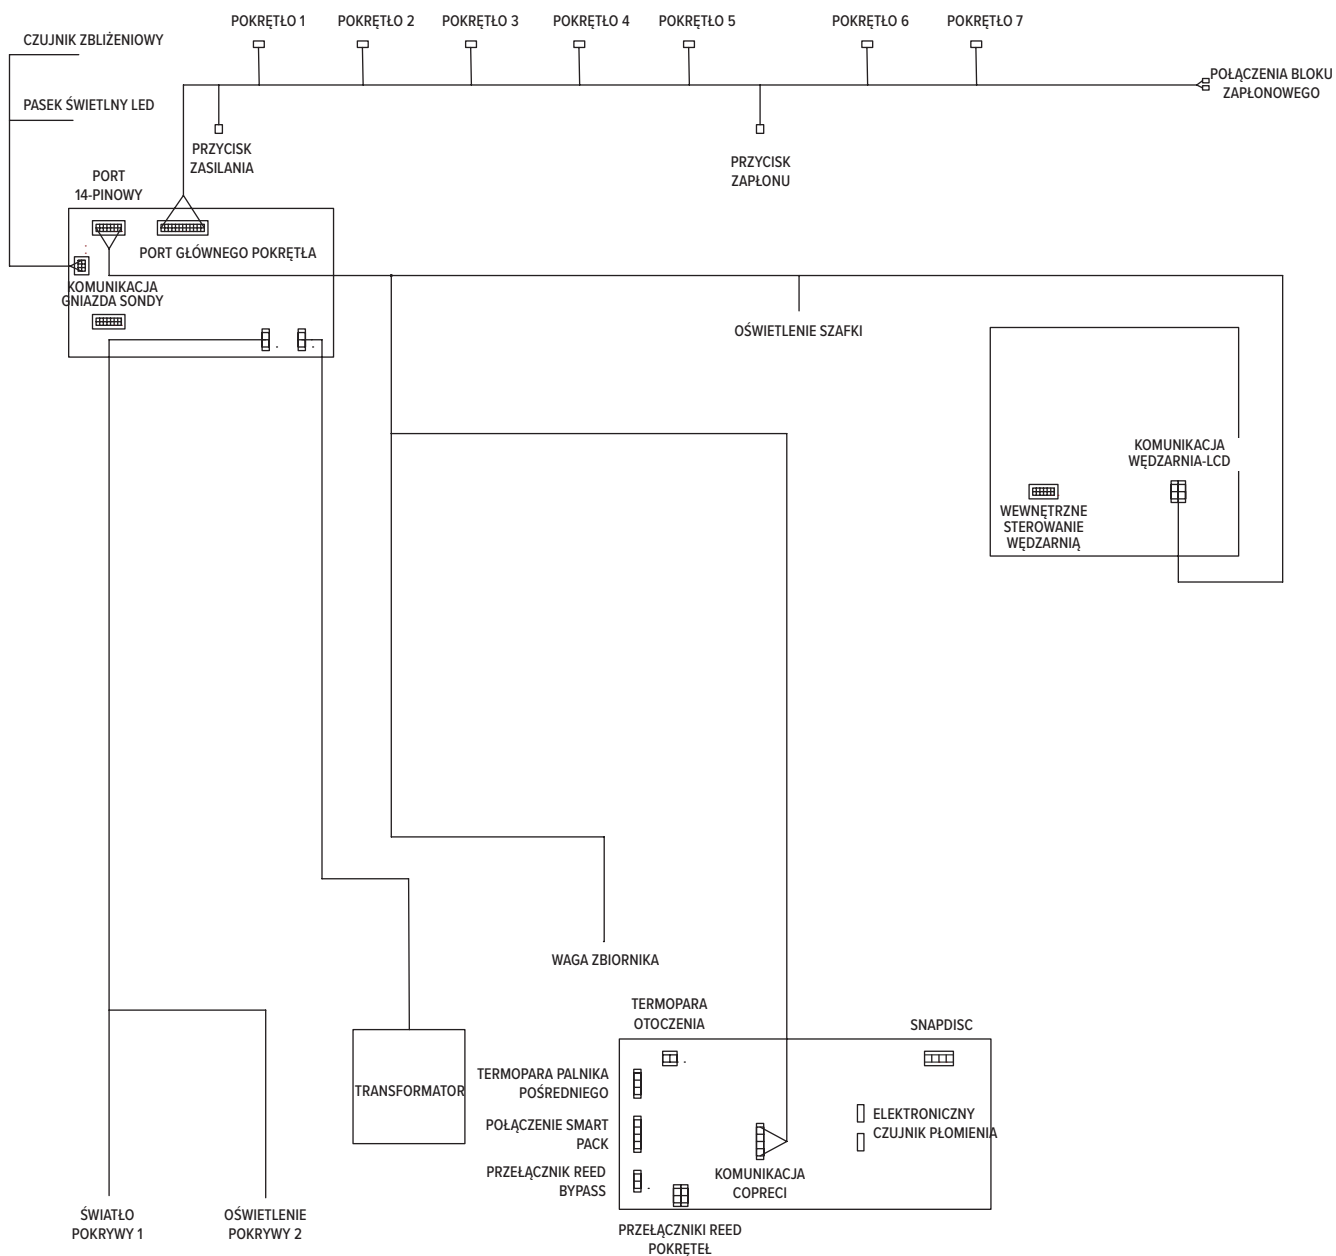 POKRĘTŁO 1
POKRĘTŁO 2
POKRĘTŁO 3
POKRĘTŁO 4
POKRĘTŁO 5
POKRĘTŁO 6
POKRĘTŁO 7
CZUJNIK ZBLIŻENIOWY
POŁĄCZENIA BLOKU
ZAPŁONOWEGO
PASEK ŚWIETLNY LED
PRZYCISK
ZASILANIA
PRZYCISK
ZAPŁONU
PORT
14-PINOWY
PORT GŁÓWNEGO POKRĘTŁA
KOMUNIKACJA
GNIAZDA SONDY
OŚWIETLENIE SZAFKI
KOMUNIKACJA
WĘDZARNIA-LCD
WEWNĘTRZNE
STEROWANIE
WĘDZARNIĄ
WAGA ZBIORNIKA
TERMOPARA
OTOCZENIA
SNAPDISC
TERMOPARA PALNIKA
POŚREDNIEGO
TRANSFORMATOR
POŁĄCZENIE SMART
PACK
ELEKTRONICZNY
CZUJNIK PŁOMIENIA
PRZEŁĄCZNIK REED
BYPASS
KOMUNIKACJA
COPRECI
ŚWIATŁO
POKRYWY 1
OŚWIETLENIE
POKRYWY 2
PRZEŁĄCZNIKI REED
POKRĘTEŁ